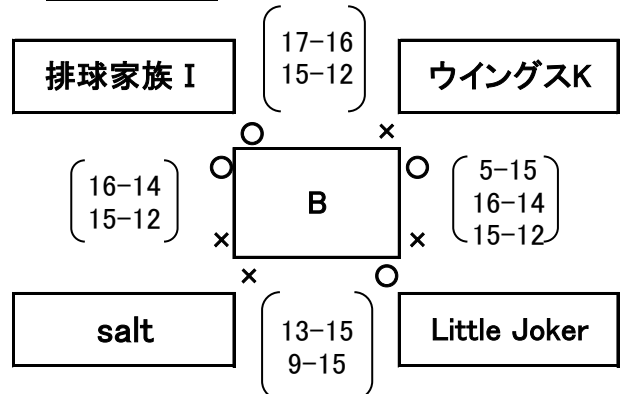 17-16
15-12
排球家族Ⅰ
ウイングスK
○ ×
○ ○
16-14
15-12
B
5-15
16-14
15-12
× ×
× ○
salt
13-15
9-15
Little Joker